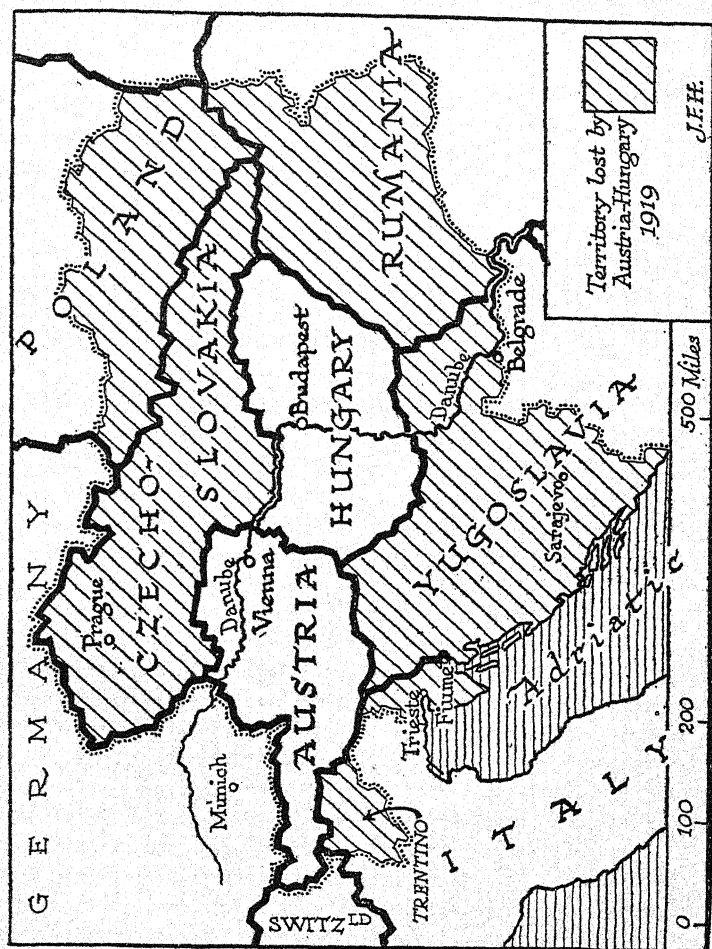 GERMANY
POLAND
Prague
CZECHO-
SLOVAKIA
Munich
Danube
Vienna
AUSTRIA
Budapest
HUNGARY
RUMANIA
SWITZLD
TRENTINO
Trieste
Fiume
ITALY
Adriatic
YUGOSLAVIA
Sarajevo
Danube
Belgrade
Territory lost by
Austria-Hungary
1919
J.F.H.
0 100 200 500 Miles